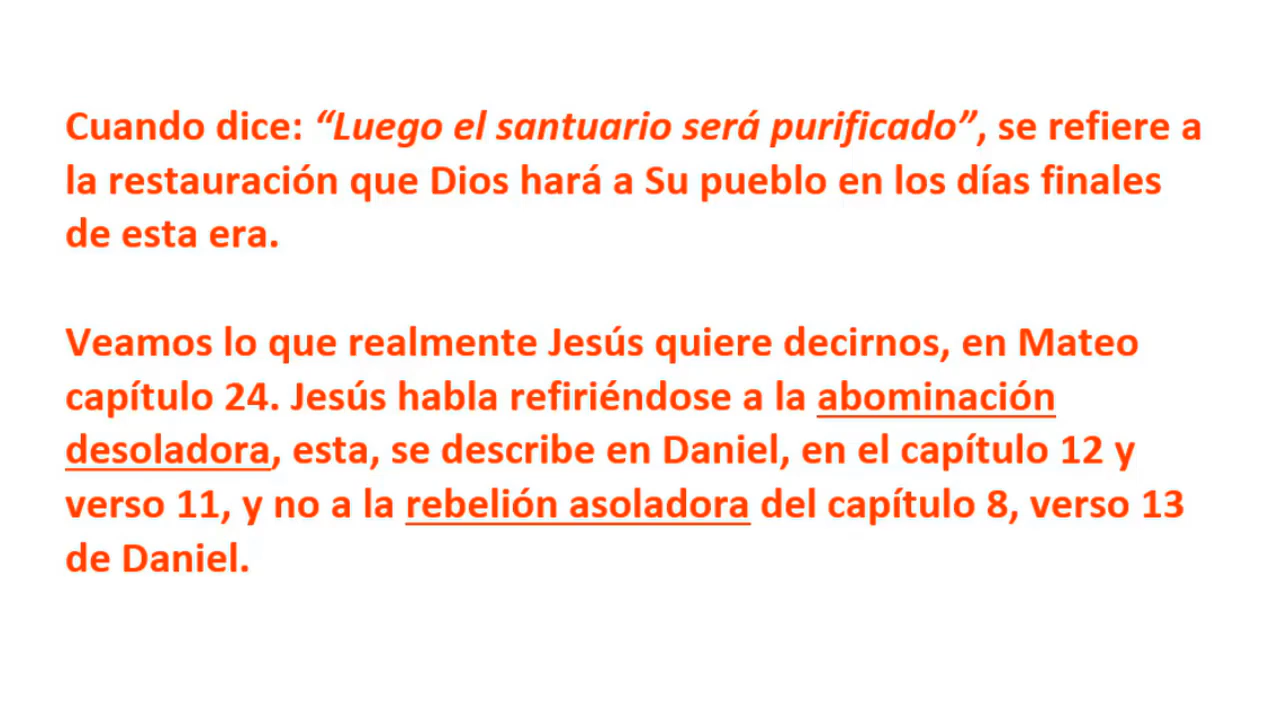 Cuando dice: “Luego el santuario será purificado”, se refiere a
la restauración que Dios hará a Su pueblo en los días finales
de esta era.
Veamos lo que realmente Jesús quiere decirnos, en Mateo
capítulo 24. Jesús habla refiriéndose a la abominación
desoladora, esta, se describe en Daniel, en el capítulo 12 y
verso 11, y no a la rebelión asoladora del capítulo 8, verso 13
de Daniel.